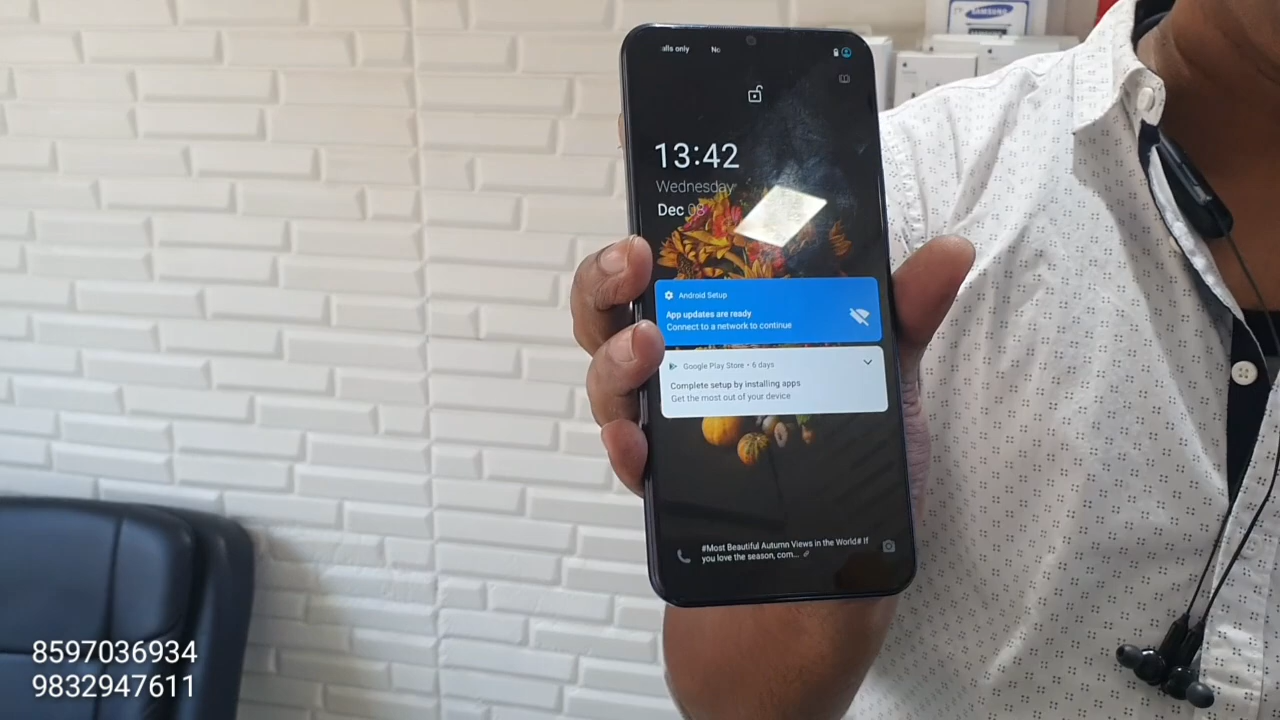 SAMSUNG
alls only No
13:42
Wednesday
Dec 08
Android Setup
App updates are ready
Connect to a network to continue
Google Play Store • 6 days
Complete setup by installing apps
Get the most out of your device
#Most Beautiful Autumn Views in the World# If
you love the season, com...
8597036934
9832947611